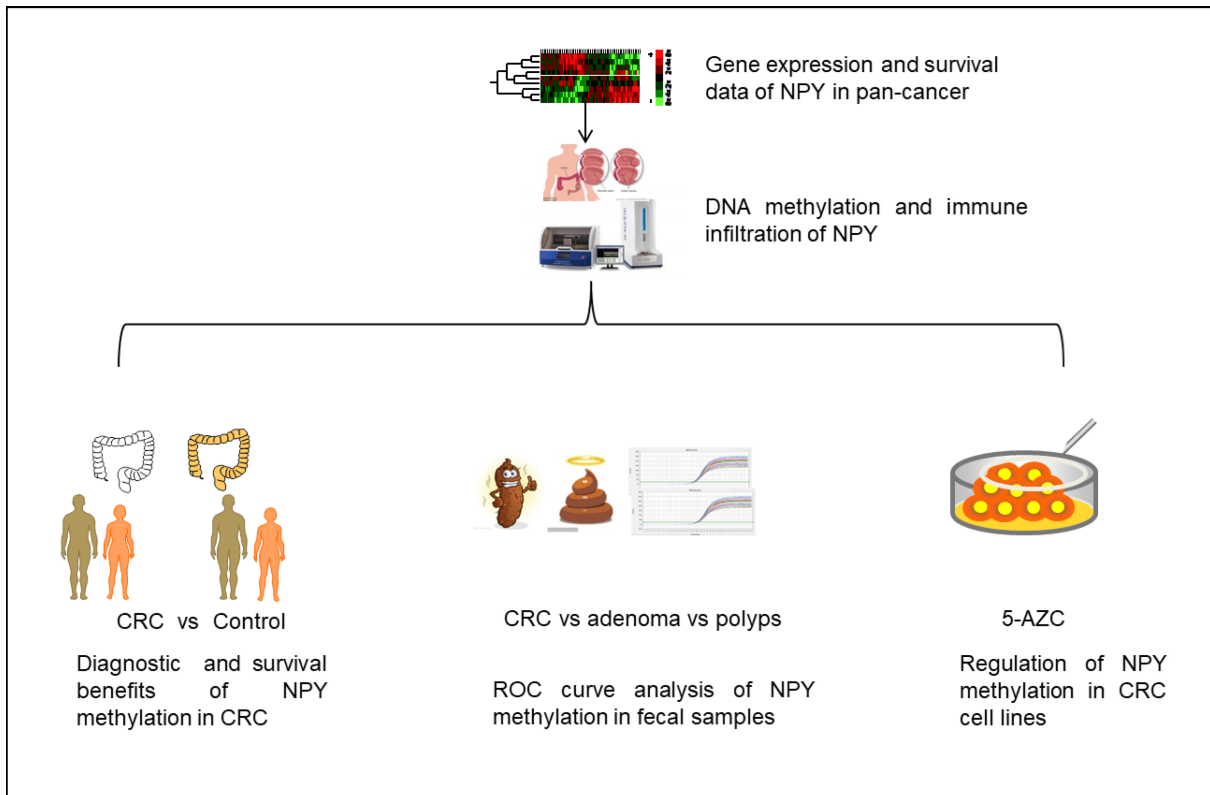 Gene expression and survival
data of NPY in pan-cancer
DNA methylation and immune
infiltration of NPY
CRC vs Control
Diagnostic and survival
benefits of NPY
methylation in CRC
CRC vs adenoma vs polyps
ROC curve analysis of NPY
methylation in fecal samples
5-AZC
Regulation of NPY
methylation in CRC
cell lines